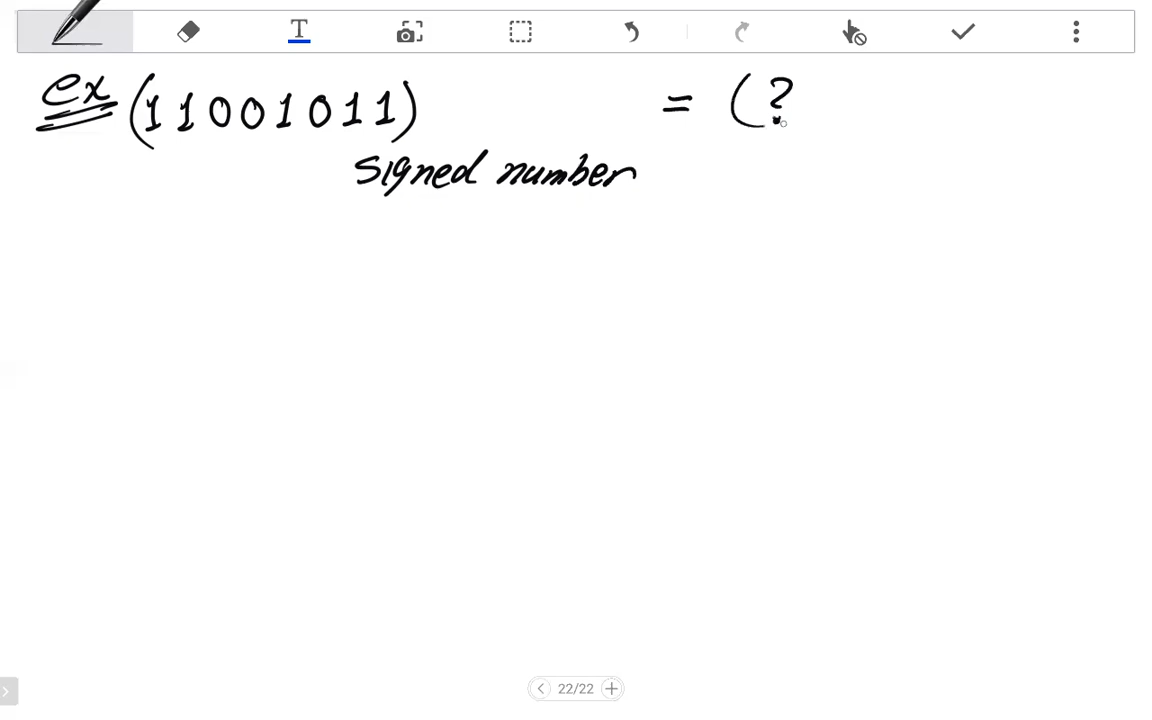 ex (11001011) = (?
signed number
22/22